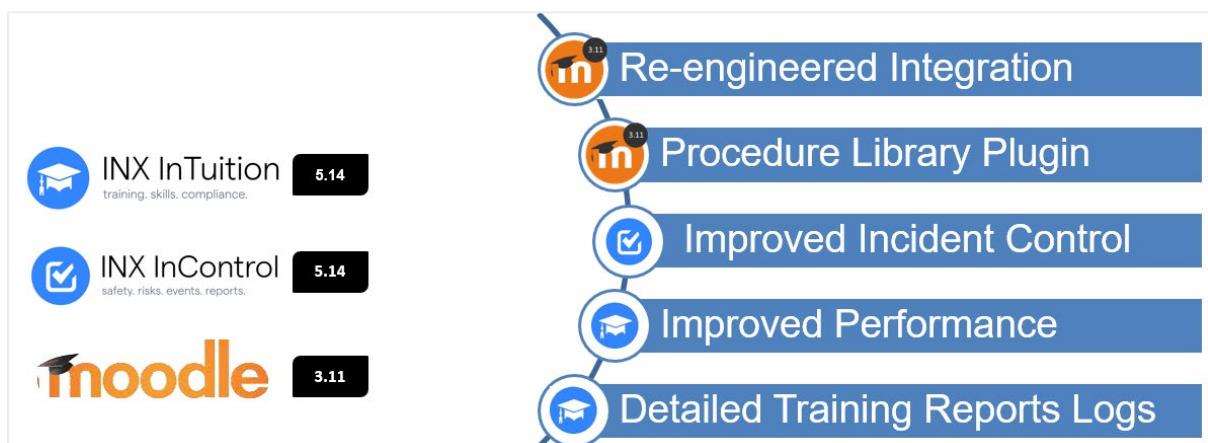 INX InTuition
training. skills. compliance.
5.14
INX InControl
safety. risks. events. reports.
5.14
moodle
3.11
3.11
m
Re-engineered Integration
3.11
m
Procedure Library Plugin
Improved Incident Control
Improved Performance
Detailed Training Reports Logs